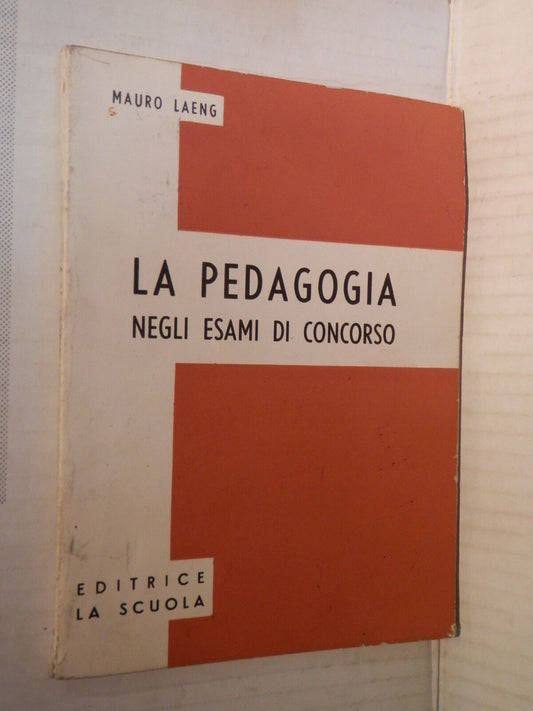 MAURO LAENG
LA PEDAGOGIA
NEGLI ESAMI DI CONCORSO
EDITRICE
LA SCUOLA